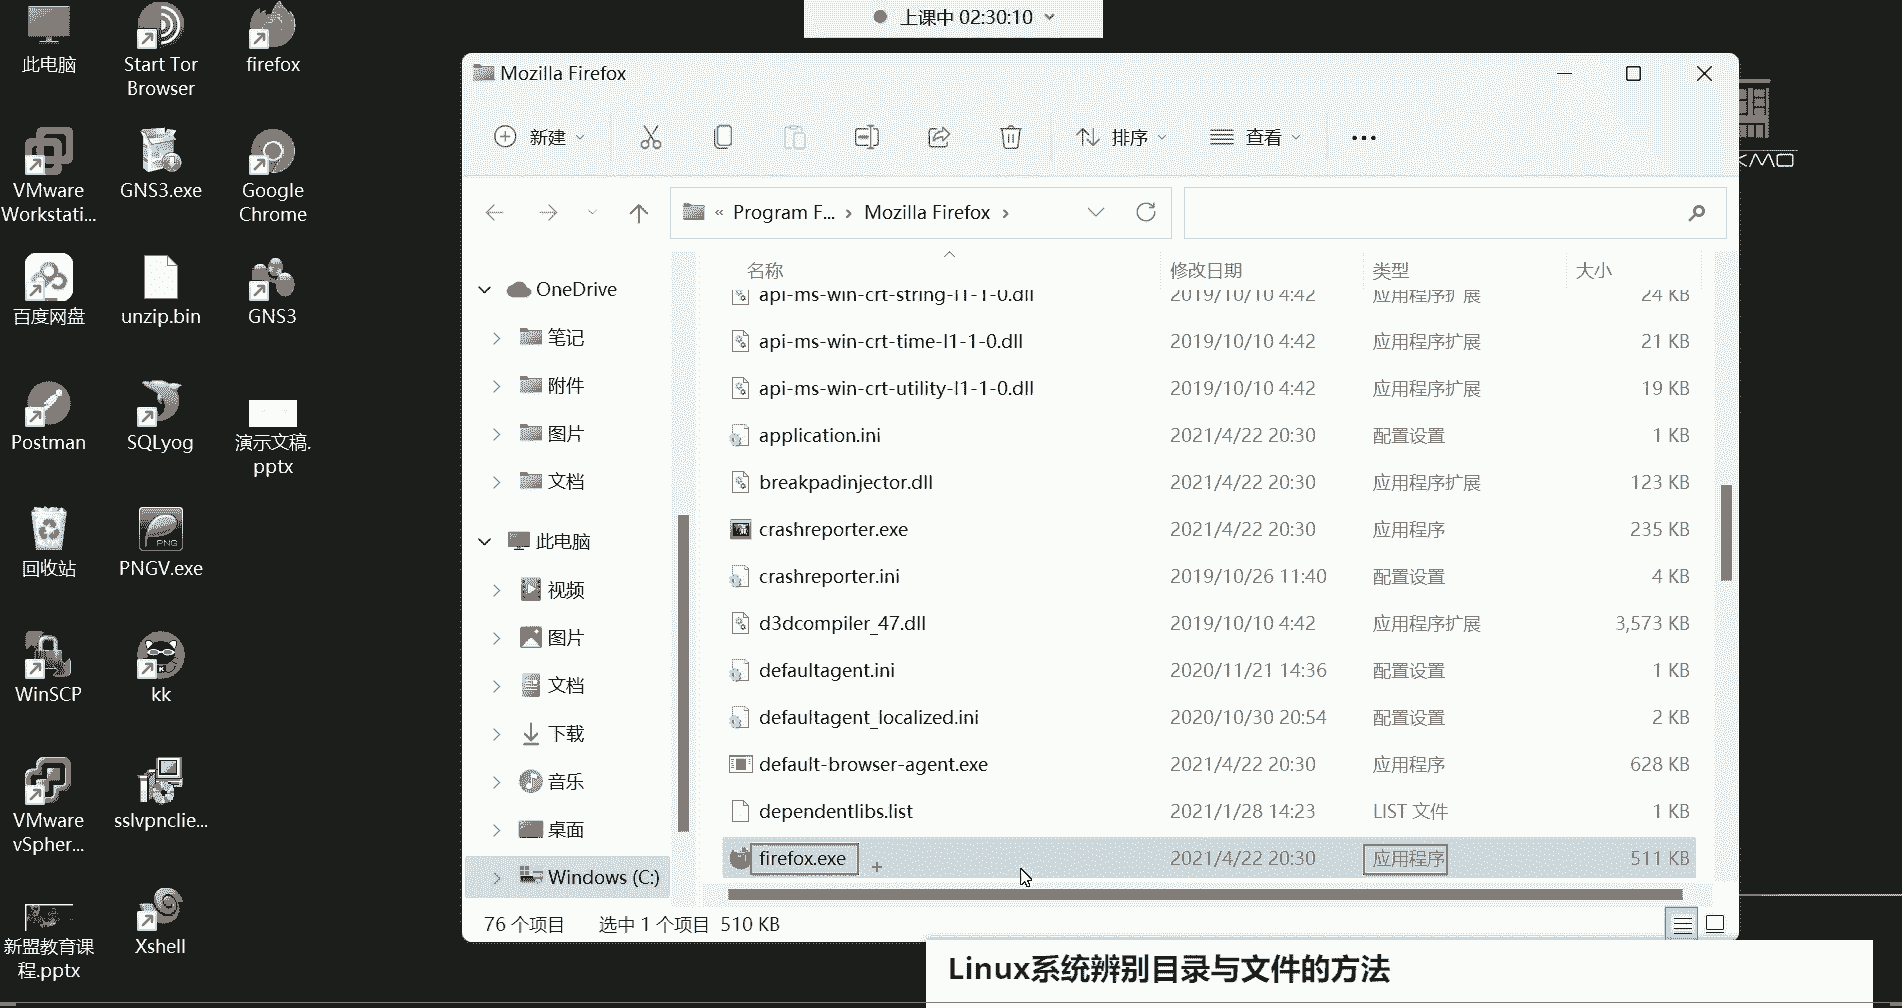 上课中 02:30:10
此电脑
Start Tor
Browser
firefox
VMware
Workstati...
GNS3.exe
Google
Chrome
百度网盘
unzip.bin
GNS3
Postman
SQLyog
演示文稿.
pptx
回收站
PNG
PNGV.exe
WinSCP
kk
VMware
vSpher...
sslvpnclie...
新盟教育课
程.pptx
Xshell
Mozilla Firefox
新建
排序
查看
« Program F... › Mozilla Firefox ›
OneDrive
笔记
附件
图片
文档
此电脑
视频
图片
文档
下载
音乐
桌面
Windows (C:)
名称 修改日期 类型 大小
api-ms-win-crt-string-l1-1-0.dll 2019/10/10 4:42 应用程序扩展 24 KB
api-ms-win-crt-time-l1-1-0.dll 2019/10/10 4:42 应用程序扩展 21 KB
api-ms-win-crt-utility-l1-1-0.dll 2019/10/10 4:42 应用程序扩展 19 KB
application.ini 2021/4/22 20:30 配置设置 1 KB
breakpadinjector.dll 2021/4/22 20:30 应用程序扩展 123 KB
crashreporter.exe 2021/4/22 20:30 应用程序 235 KB
crashreporter.ini 2019/10/26 11:40 配置设置 4 KB
d3dcompiler_47.dll 2019/10/10 4:42 应用程序扩展 3,573 KB
defaultagent.ini 2020/11/21 14:36 配置设置 1 KB
defaultagent_localized.ini 2020/10/30 20:54 配置设置 2 KB
default-browser-agent.exe 2021/4/22 20:30 应用程序 628 KB
dependentlibs.list 2021/1/28 14:23 LIST 文件 1 KB
firefox.exe 2021/4/22 20:30 应用程序 511 KB
76 个项目 选中 1 个项目 510 KB
Linux系统辨别目录与文件的方法